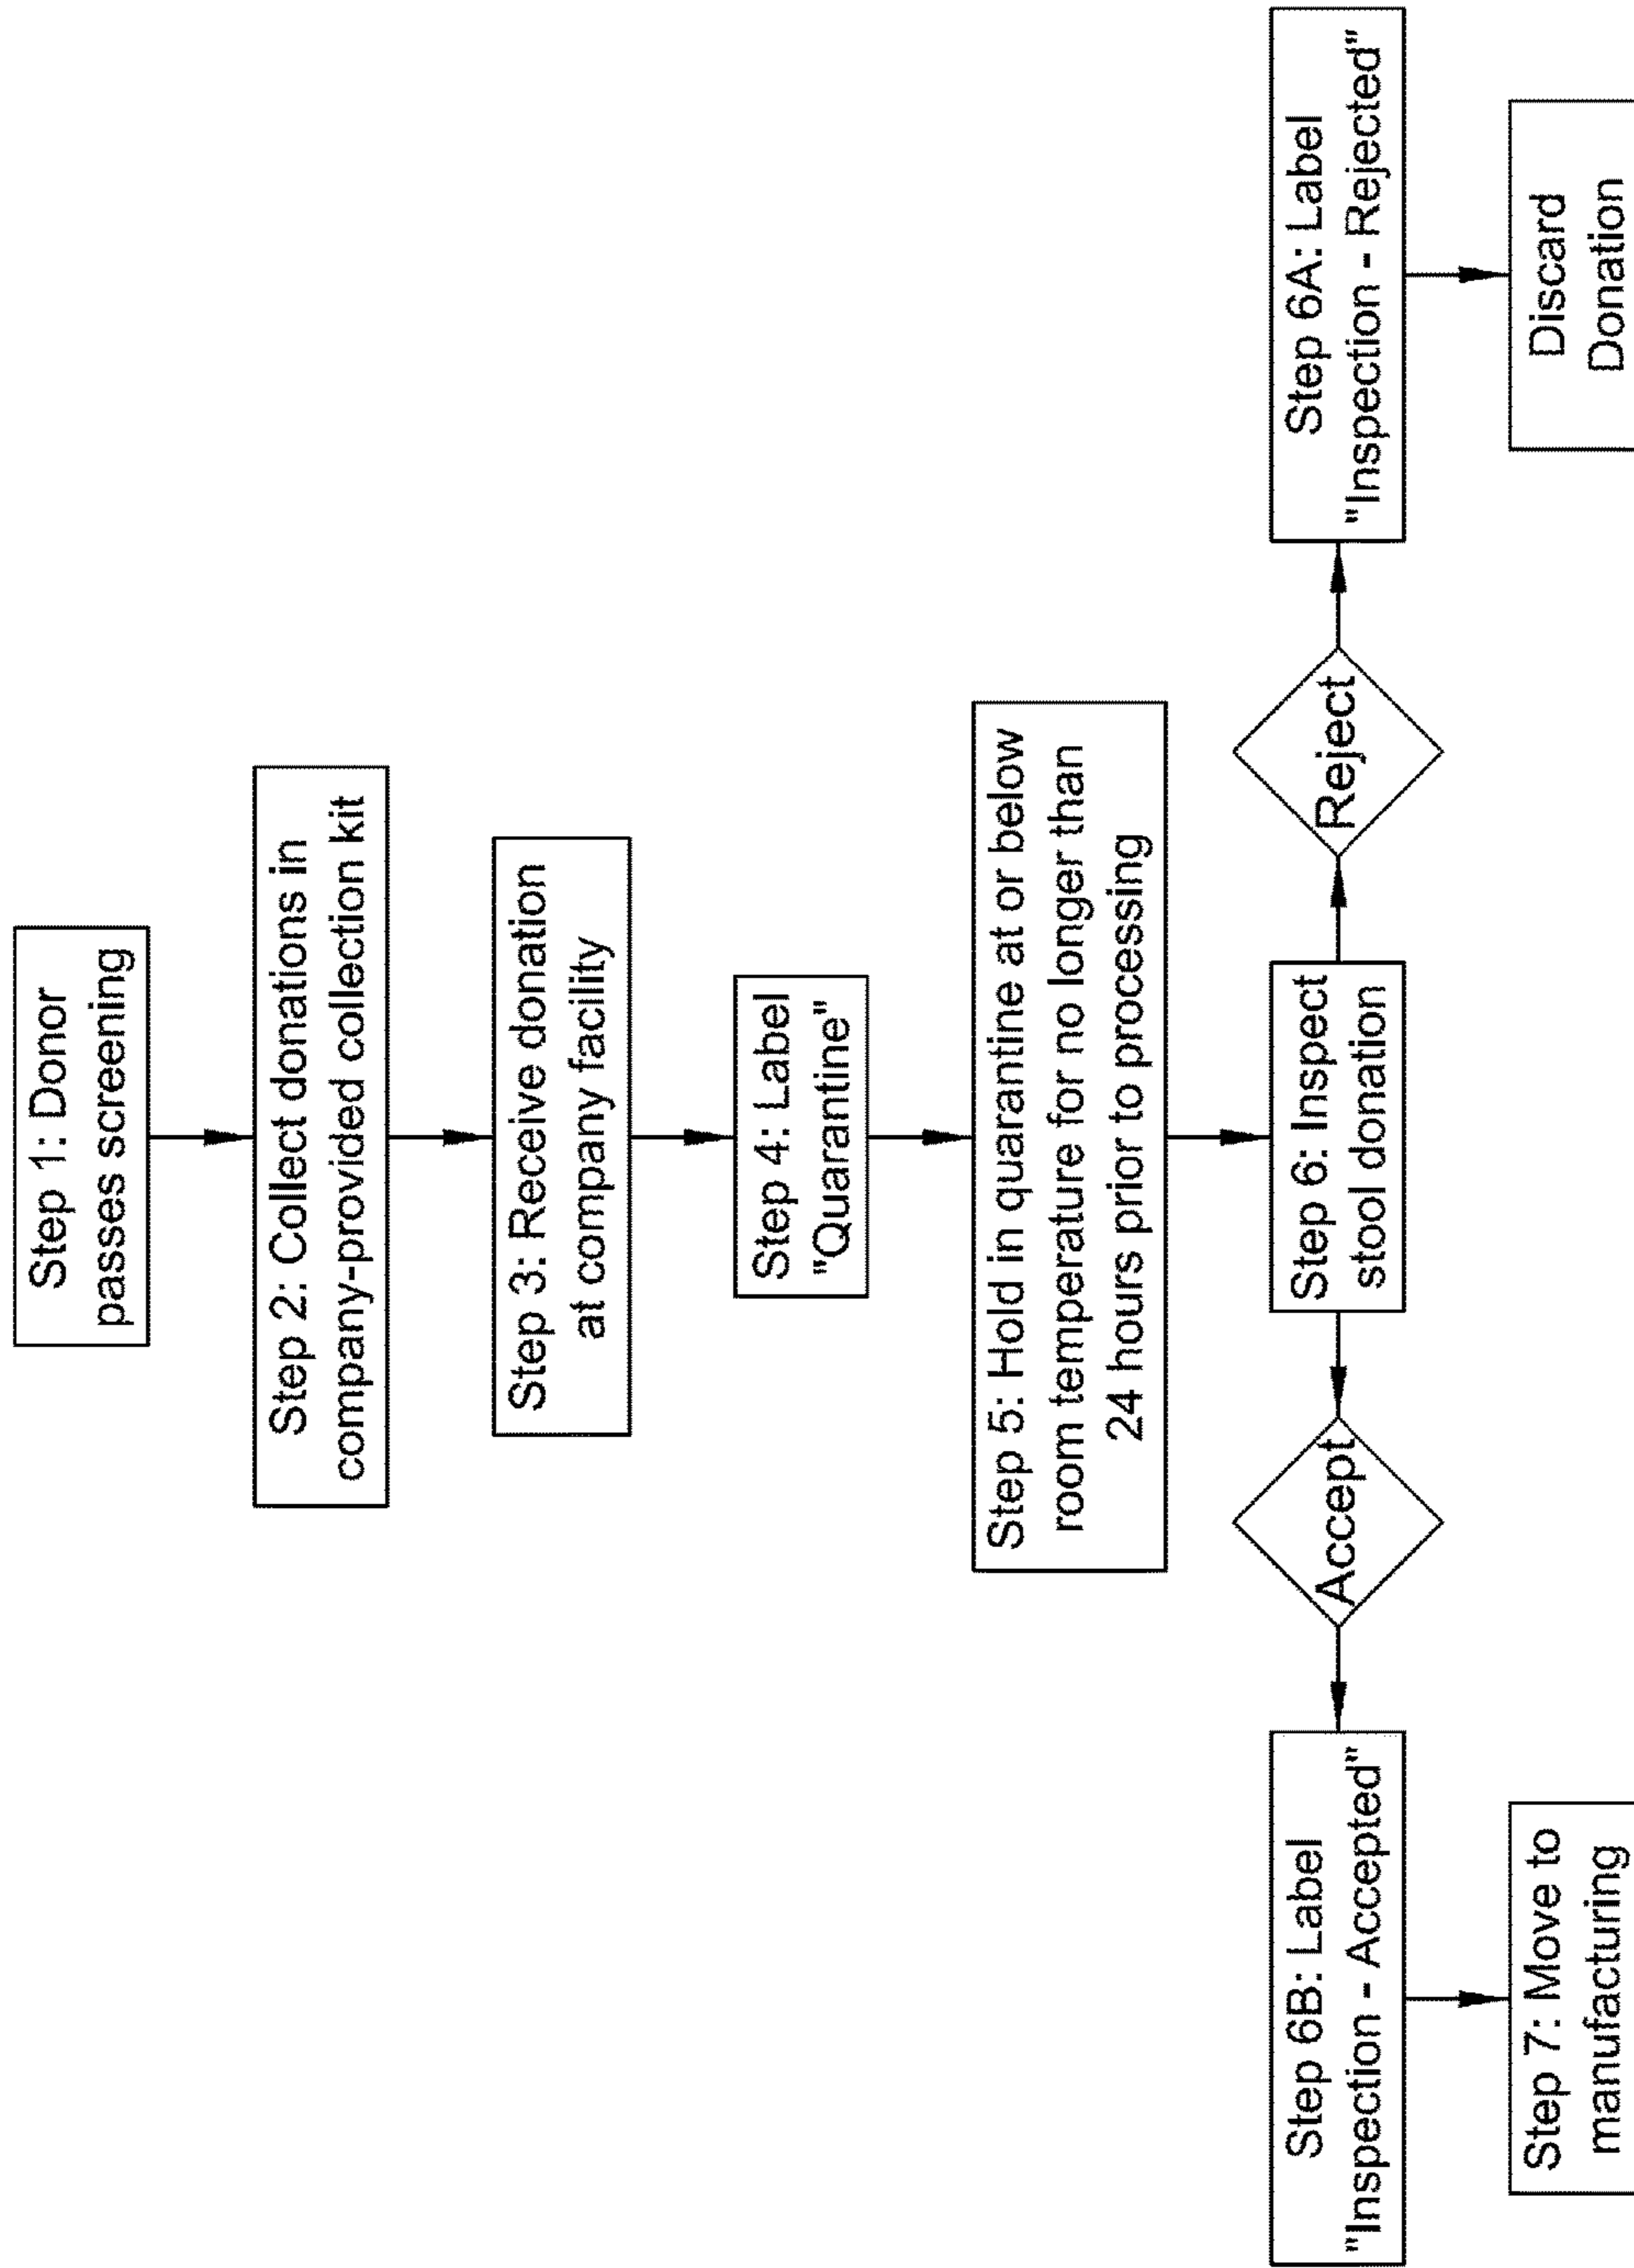 Step 1: Donor
passes screening
Step 2: Collect donations in
company-provided collection kit
Step 3: Receive donation
at company facility
Step 4: Label
"Quarantine"
Step 5: Hold in quarantine at or below
room temperature for no longer than
24 hours prior to processing
Step 6: Inspect
stool donation
Accept
Reject
Step 6B: Label
"Inspection - Accepted"
Step 6A: Label
"Inspection - Rejected"
Step 7: Move to
manufacturing
Discard
Donation